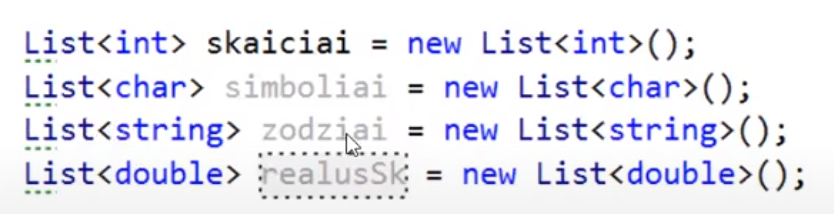 List<int> skaiciai = new List<int>();
List<char> simboliai = new List<char>();
List<string> zodziai = new List<string>();
List<double> realusSk = new List<double>();